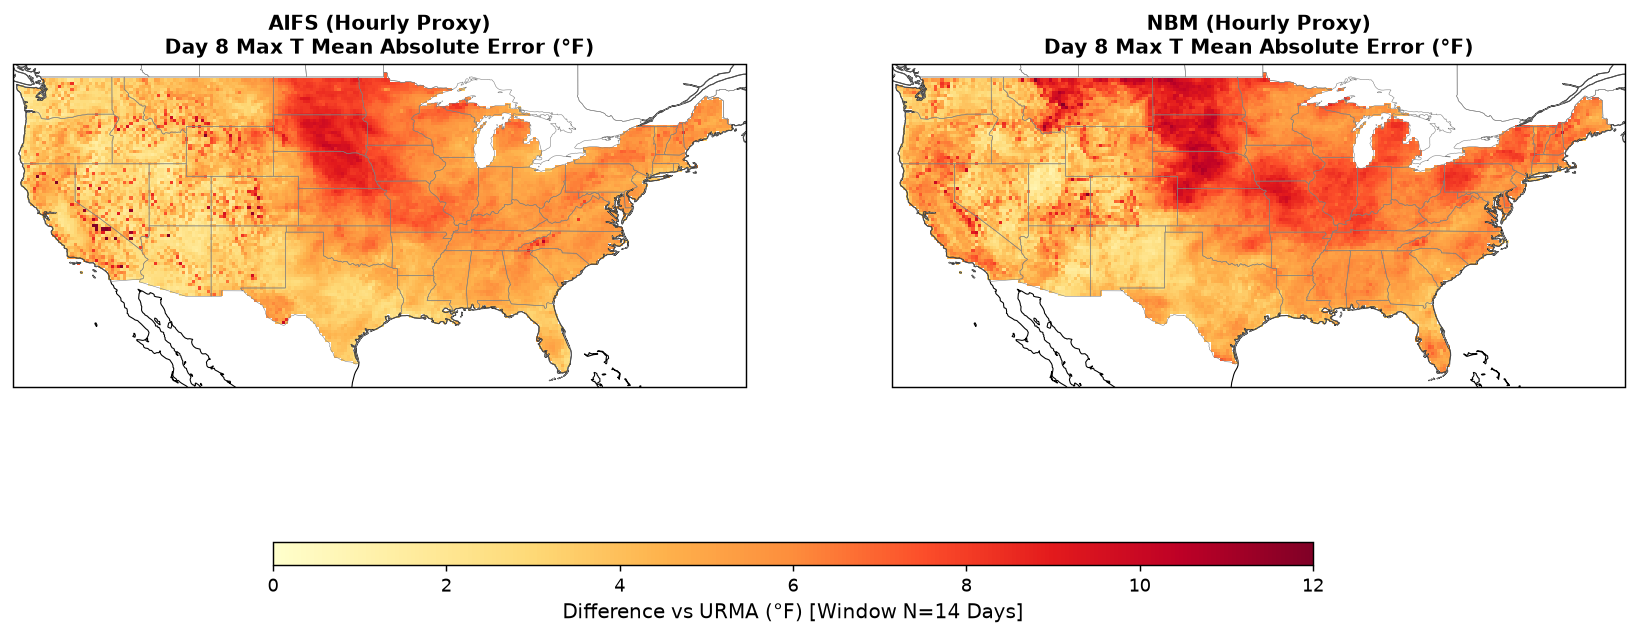 AIFS (Hourly Proxy)
Day 8 Max T Mean Absolute Error (°F)
NBM (Hourly Proxy)
Day 8 Max T Mean Absolute Error (°F)
0 2 4 6 8 10 12
Difference vs URMA (°F) [Window N=14 Days]